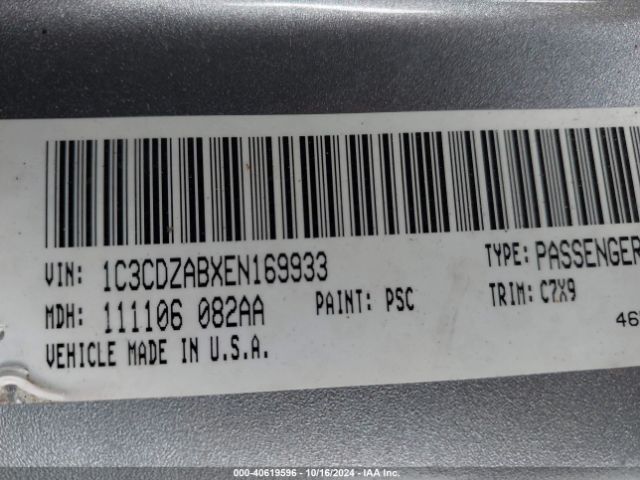 VIN: 1C3CDZABXEN169933 TYPE: PASSENGER
MDH: 111106 082AA PAINT: PSC TRIM: C7X9
VEHICLE MADE IN U.S.A. 46
000-40619596 - 10/16/2024 - IAA Inc.